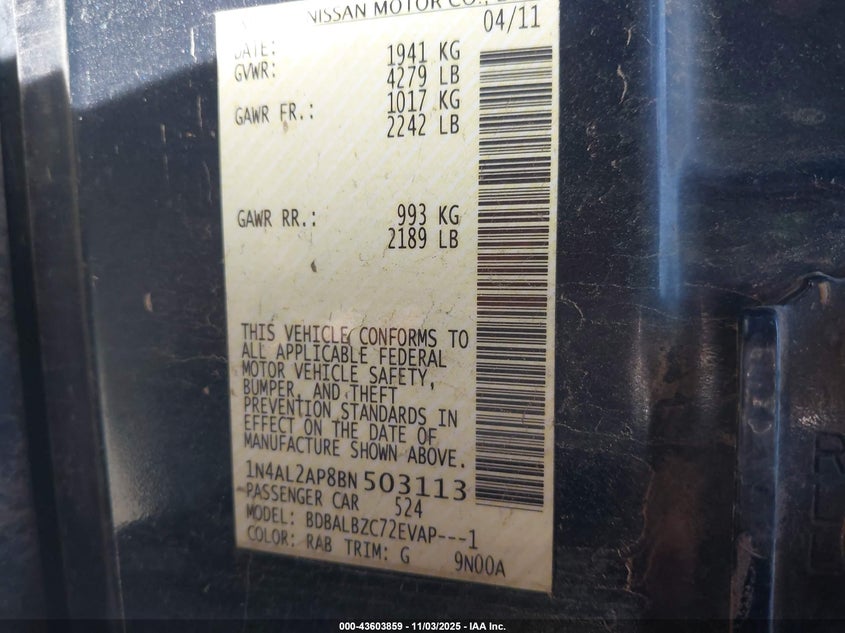 NISSAN MOTOR CO.,
DATE: 04/11
GVWR: 1941 KG
4279 LB
GAWR FR.: 1017 KG
2242 LB
GAWR RR.: 993 KG
2189 LB
THIS VEHICLE CONFORMS TO
ALL APPLICABLE FEDERAL
MOTOR VEHICLE SAFETY,
BUMPER, AND THEFT
PREVENTION STANDARDS IN
EFFECT ON THE DATE OF
MANUFACTURE SHOWN ABOVE.
1N4AL2AP8BN 503113
PASSENGER CAR 524
MODEL: BDBALBZC72EVAP---1
COLOR: RAB TRIM: G 9N00A
000-43603859 - 11/03/2025 - IAA Inc.